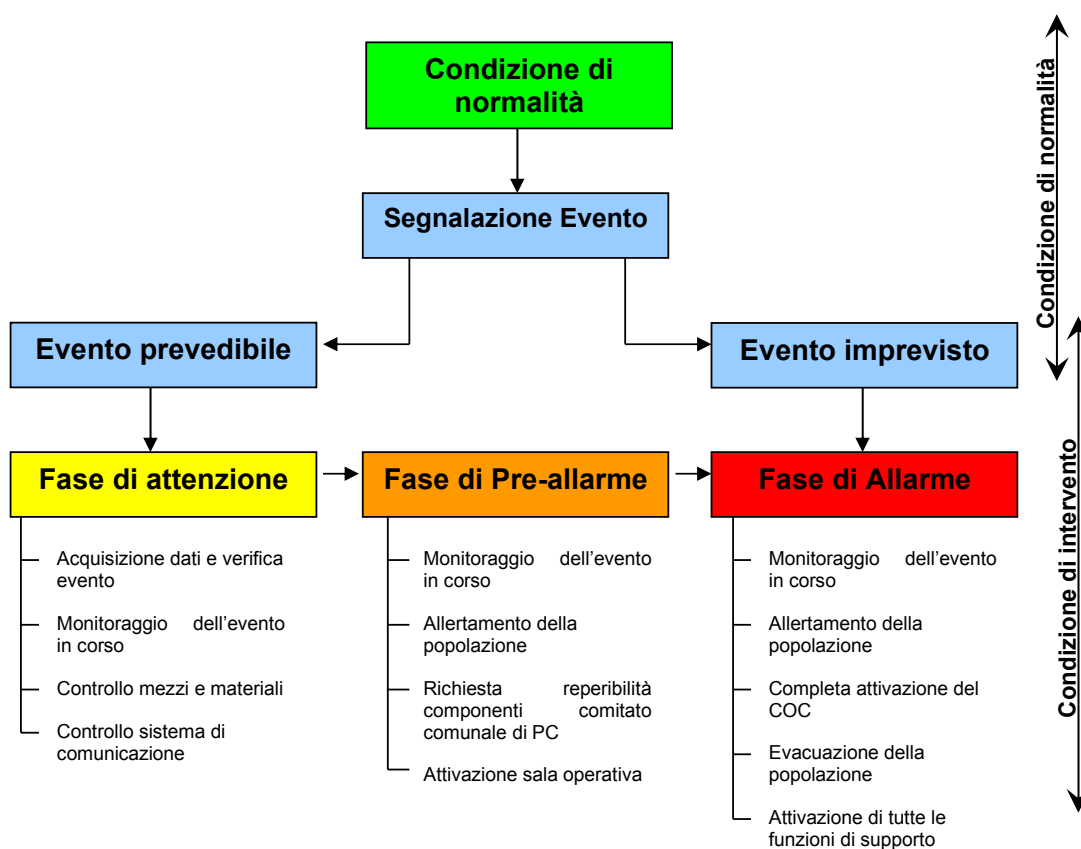 Condizione di
normalità
Segnalazione Evento
Evento prevedibile
Evento imprevisto
Fase di attenzione
Fase di Pre-allarme
Fase di Allarme
Acquisizione dati e verifica
evento
Monitoraggio dell’evento
in corso
Controllo mezzi e materiali
Controllo sistema di
comunicazione
Monitoraggio dell’evento
in corso
Allertamento della
popolazione
Richiesta reperibilità
componenti comitato
comunale di PC
Attivazione sala operativa
Monitoraggio dell’evento
in corso
Allertamento della
popolazione
Completa attivazione del
COC
Evacuazione della
popolazione
Attivazione di tutte le
funzioni di supporto
Condizione di normalità
Condizione di intervento